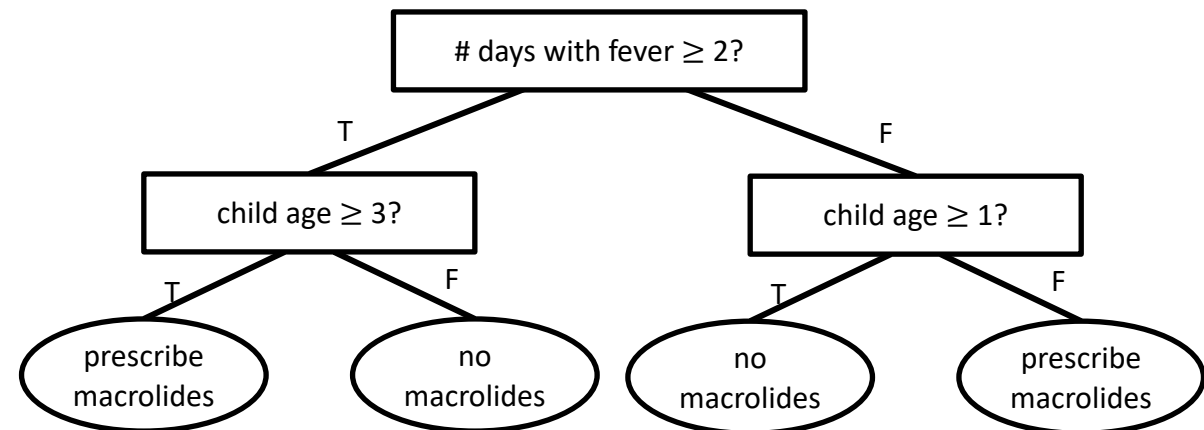 # days with fever ≥ 2?
T
F
child age ≥ 3?
child age ≥ 1?
T
F
T
F
prescribe
macrolides
no
macrolides
no
macrolides
prescribe
macrolides